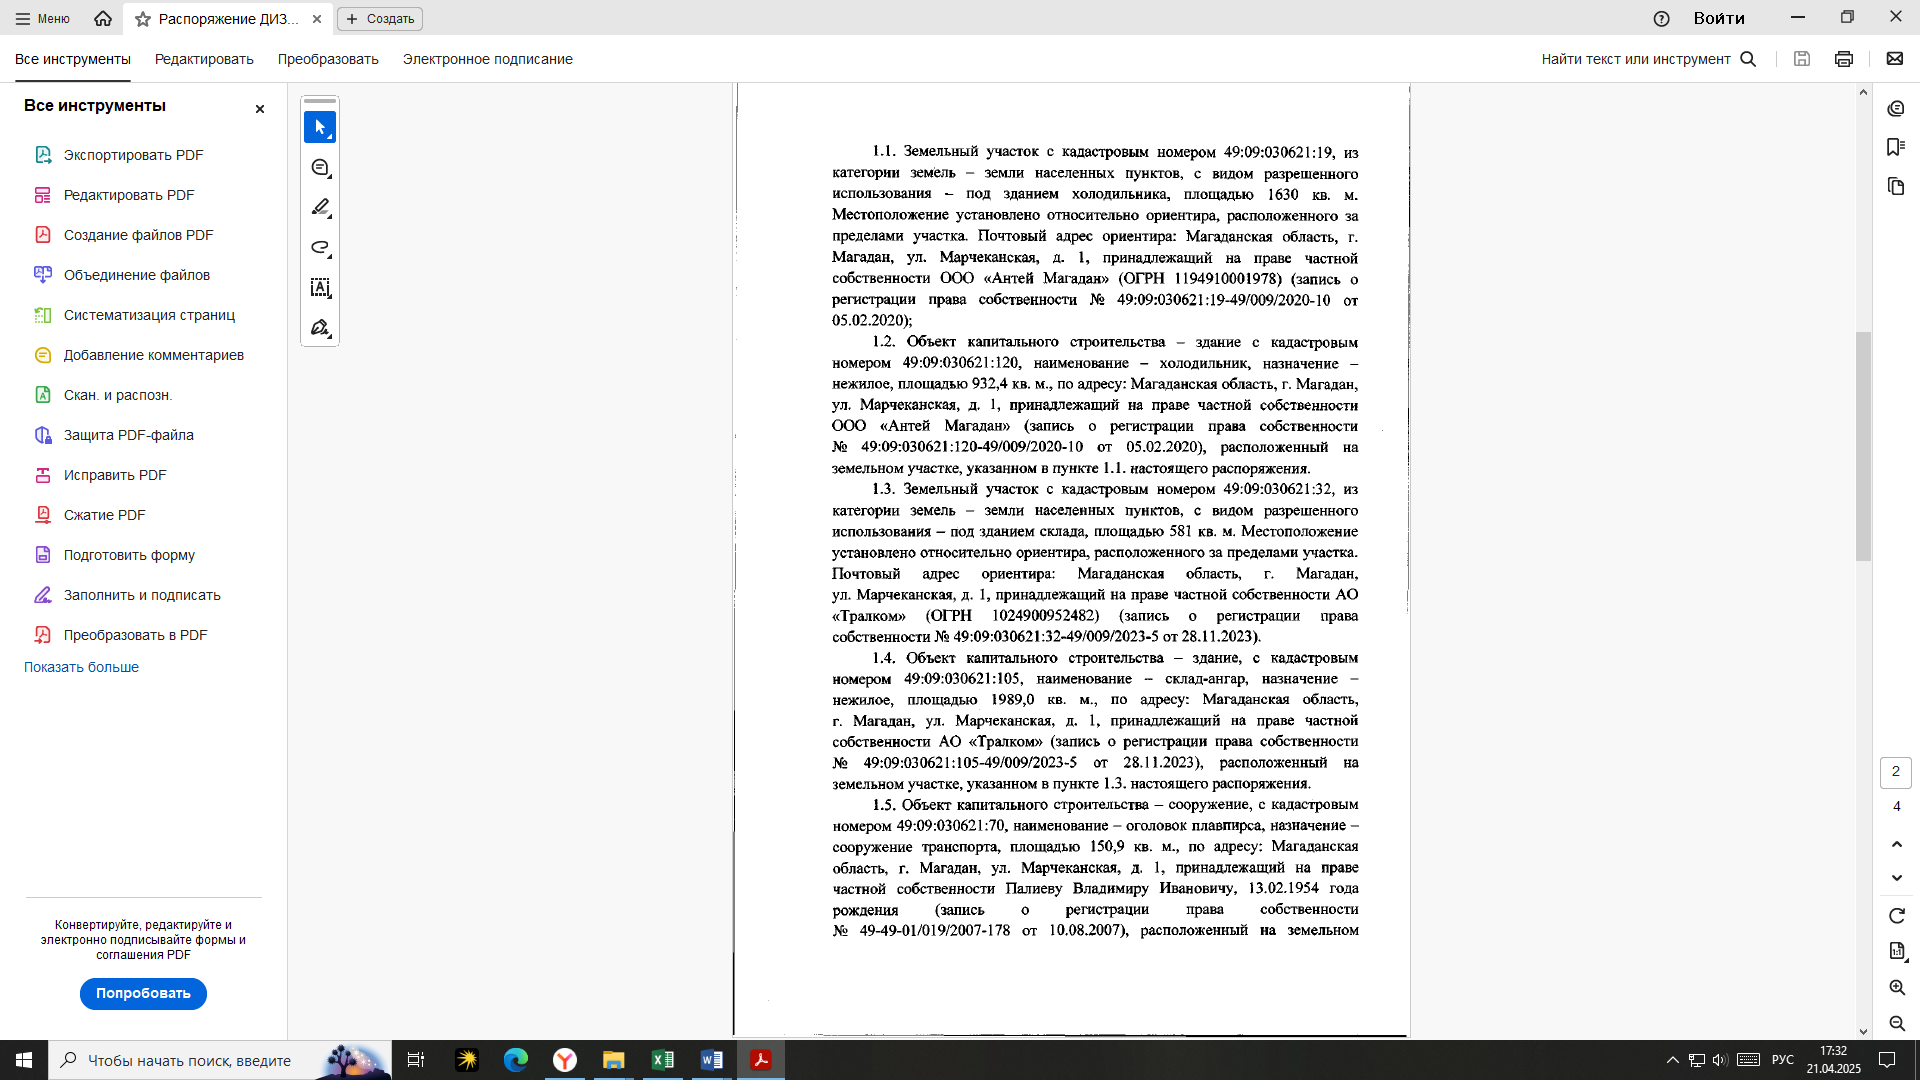 Меню
Распоряжение ДИЗ...
Создать
Войти
Все инструменты
Редактировать
Преобразовать
Электронное подписание
Найти текст или инструмент
Все инструменты
Экспортировать PDF
Редактировать PDF
Создание файлов PDF
Объединение файлов
Систематизация страниц
Добавление комментариев
Скан. и распозн.
Защита PDF-файла
Исправить PDF
Сжатие PDF
Подготовить форму
Заполнить и подписать
Преобразовать в PDF
Показать больше
Конвертируйте, редактируйте и
электронно подписывайте формы и
соглашения PDF
Попробовать
1.1. Земельный участок с кадастровым номером 49:09:030621:19, из
категории земель – земли населенных пунктов, с видом разрешенного
использования – под зданием холодильника, площадью 1630 кв. м.
Местоположение установлено относительно ориентира, расположенного за
пределами участка. Почтовый адрес ориентира: Магаданская область, г.
Магадан, ул. Марчеканская, д. 1, принадлежащий на праве частной
собственности ООО «Антей Магадан» (ОГРН 1194910001978) (запись о
регистрации права собственности № 49:09:030621:19-49/009/2020-10 от
05.02.2020);
1.2. Объект капитального строительства – здание с кадастровым
номером 49:09:030621:120, наименование – холодильник, назначение –
нежилое, площадью 932,4 кв. м., по адресу: Магаданская область, г. Магадан,
ул. Марчеканская, д. 1, принадлежащий на праве частной собственности
ООО «Антей Магадан» (запись о регистрации права собственности
№ 49:09:030621:120-49/009/2020-10 от 05.02.2020), расположенный на
земельном участке, указанном в пункте 1.1. настоящего распоряжения.
1.3. Земельный участок с кадастровым номером 49:09:030621:32, из
категории земель – земли населенных пунктов, с видом разрешенного
использования – под зданием склада, площадью 581 кв. м. Местоположение
установлено относительно ориентира, расположенного за пределами участка.
Почтовый адрес ориентира: Магаданская область, г. Магадан,
ул. Марчеканская, д. 1, принадлежащий на праве частной собственности АО
«Тралком» (ОГРН 1024900952482) (запись о регистрации права
собственности № 49:09:030621:32-49/009/2023-5 от 28.11.2023).
1.4. Объект капитального строительства – здание, с кадастровым
номером 49:09:030621:105, наименование – склад-ангар, назначение –
нежилое, площадью 1989,0 кв. м., по адресу: Магаданская область,
г. Магадан, ул. Марчеканская, д. 1, принадлежащий на праве частной
собственности АО «Тралком» (запись о регистрации права собственности
№ 49:09:030621:105-49/009/2023-5 от 28.11.2023), расположенный на
земельном участке, указанном в пункте 1.3. настоящего распоряжения.
1.5. Объект капитального строительства – сооружение, с кадастровым
номером 49:09:030621:70, наименование – оголовок плавпирса, назначение –
сооружение транспорта, площадью 150,9 кв. м., по адресу: Магаданская
область, г. Магадан, ул. Марчеканская, д. 1, принадлежащий на праве
частной собственности Палиеву Владимиру Ивановичу, 13.02.1954 года
рождения (запись о регистрации права собственности
№ 49-49-01/019/2007-178 от 10.08.2007), расположенный на земельном
2
4
Чтобы начать поиск, введите
РУС
17:32
21.04.2025